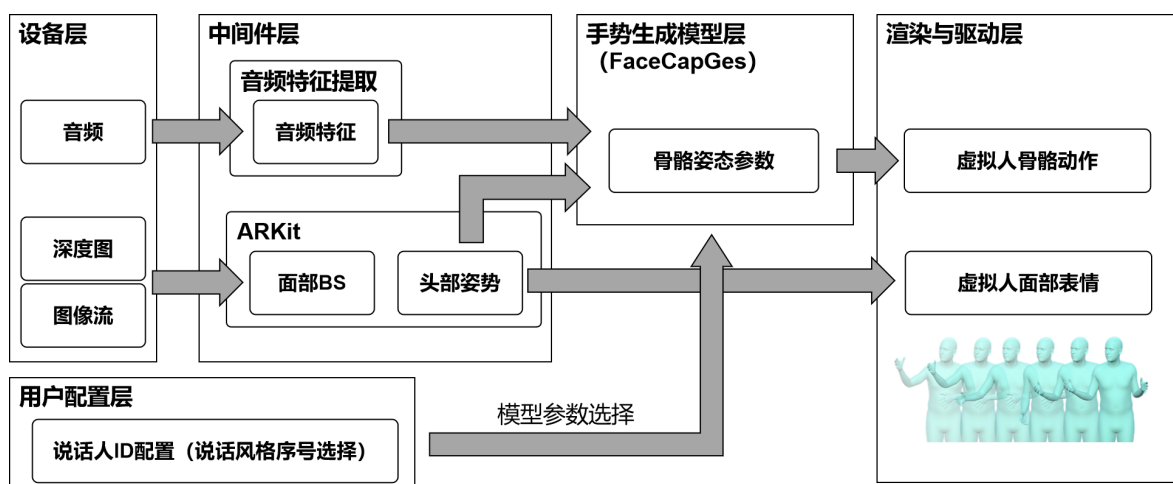 设备层
音频
深度图
图像流
中间件层
音频特征提取
音频特征
ARKit
面部BS
头部姿势
手势生成模型层
（FaceCapGes）
骨骼姿态参数
渲染与驱动层
虚拟人骨骼动作
虚拟人面部表情
用户配置层
说话人ID配置（说话风格序号选择）
模型参数选择